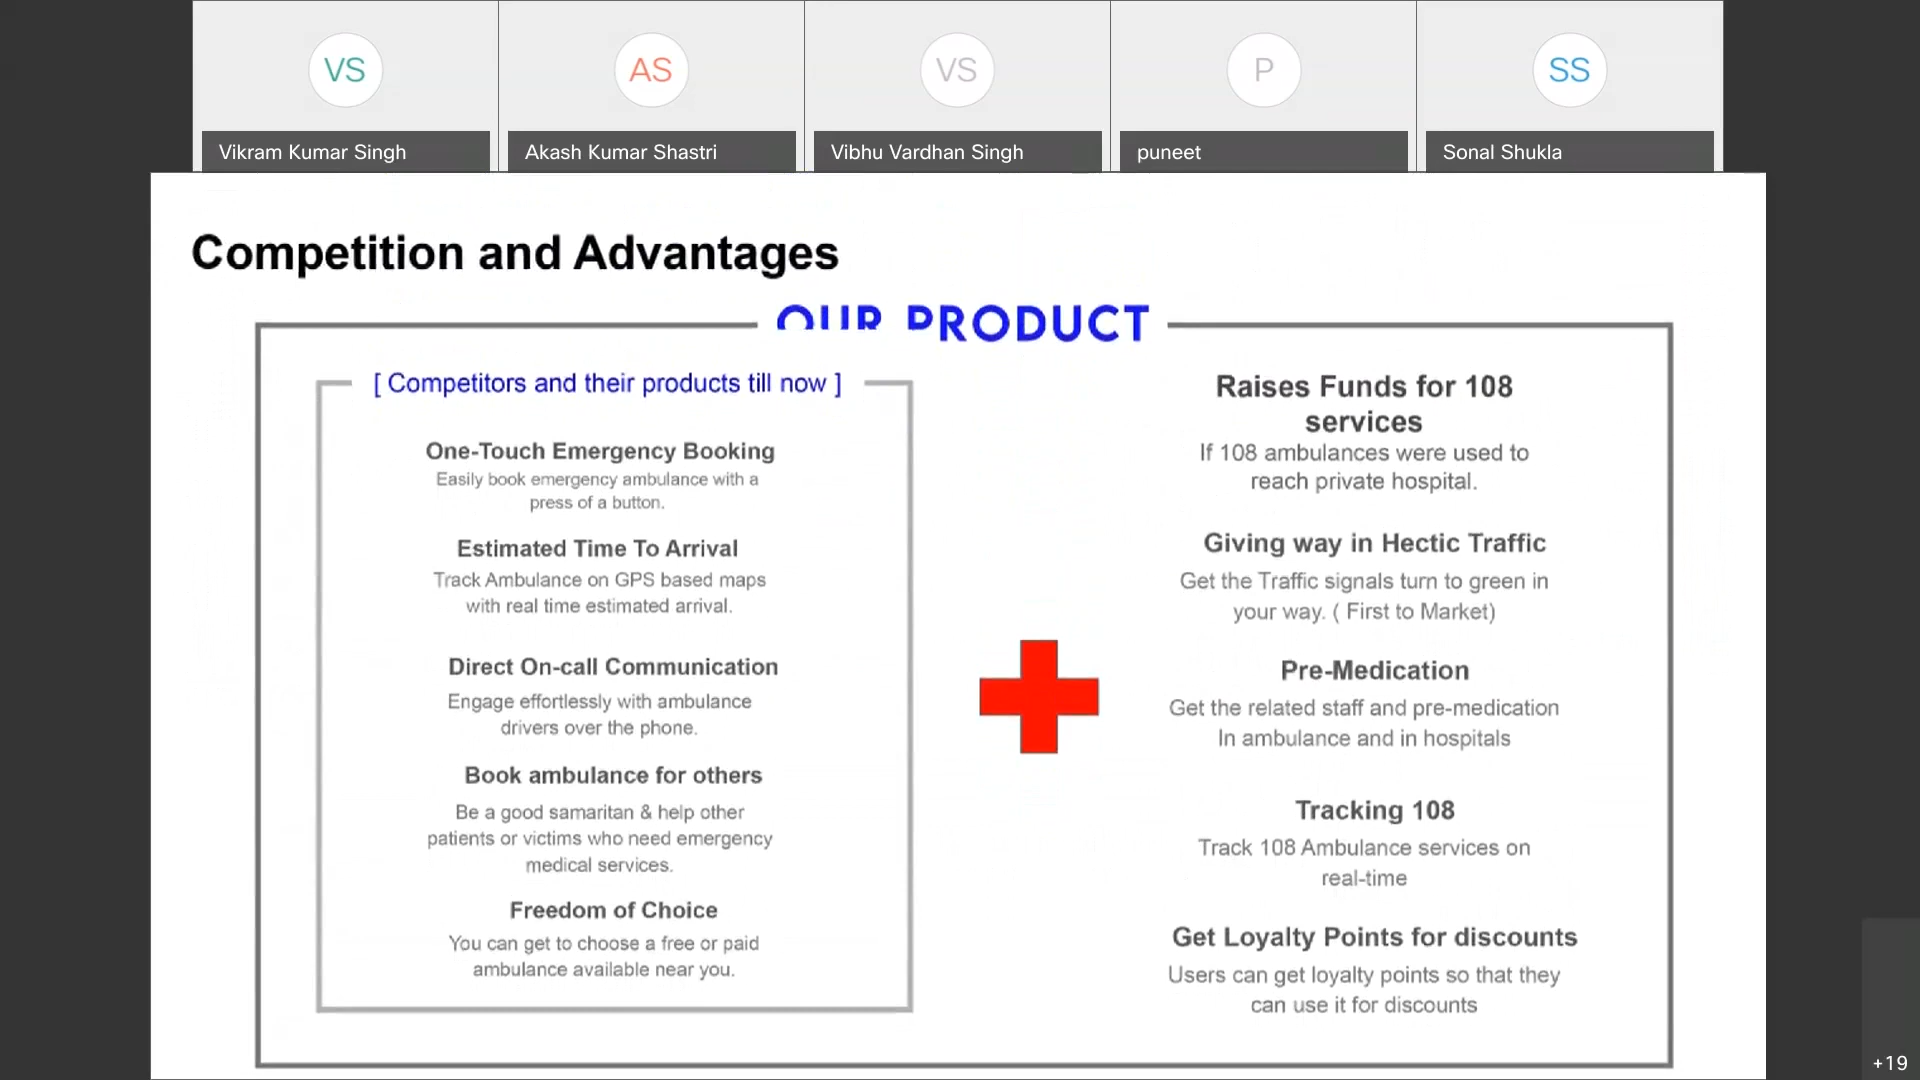 VS
AS
VS
P
SS
Vikram Kumar Singh
Akash Kumar Shastri
Vibhu Vardhan Singh
puneet
Sonal Shukla
Competition and Advantages
OUR PRODUCT
[ Competitors and their products till now ]
One-Touch Emergency Booking
Easily book emergency ambulance with a
press of a button.
Estimated Time To Arrival
Track Ambulance on GPS based maps
with real time estimated arrival.
Direct On-call Communication
Engage effortlessly with ambulance
drivers over the phone.
Book ambulance for others
Be a good samaritan & help other
patients or victims who need emergency
medical services.
Freedom of Choice
You can get to choose a free or paid
ambulance available near you.
Raises Funds for 108
services
If 108 ambulances were used to
reach private hospital.
Giving way in Hectic Traffic
Get the Traffic signals turn to green in
your way. ( First to Market)
Pre-Medication
Get the related staff and pre-medication
In ambulance and in hospitals
Tracking 108
Track 108 Ambulance services on
real-time
Get Loyalty Points for discounts
Users can get loyalty points so that they
can use it for discounts
+19